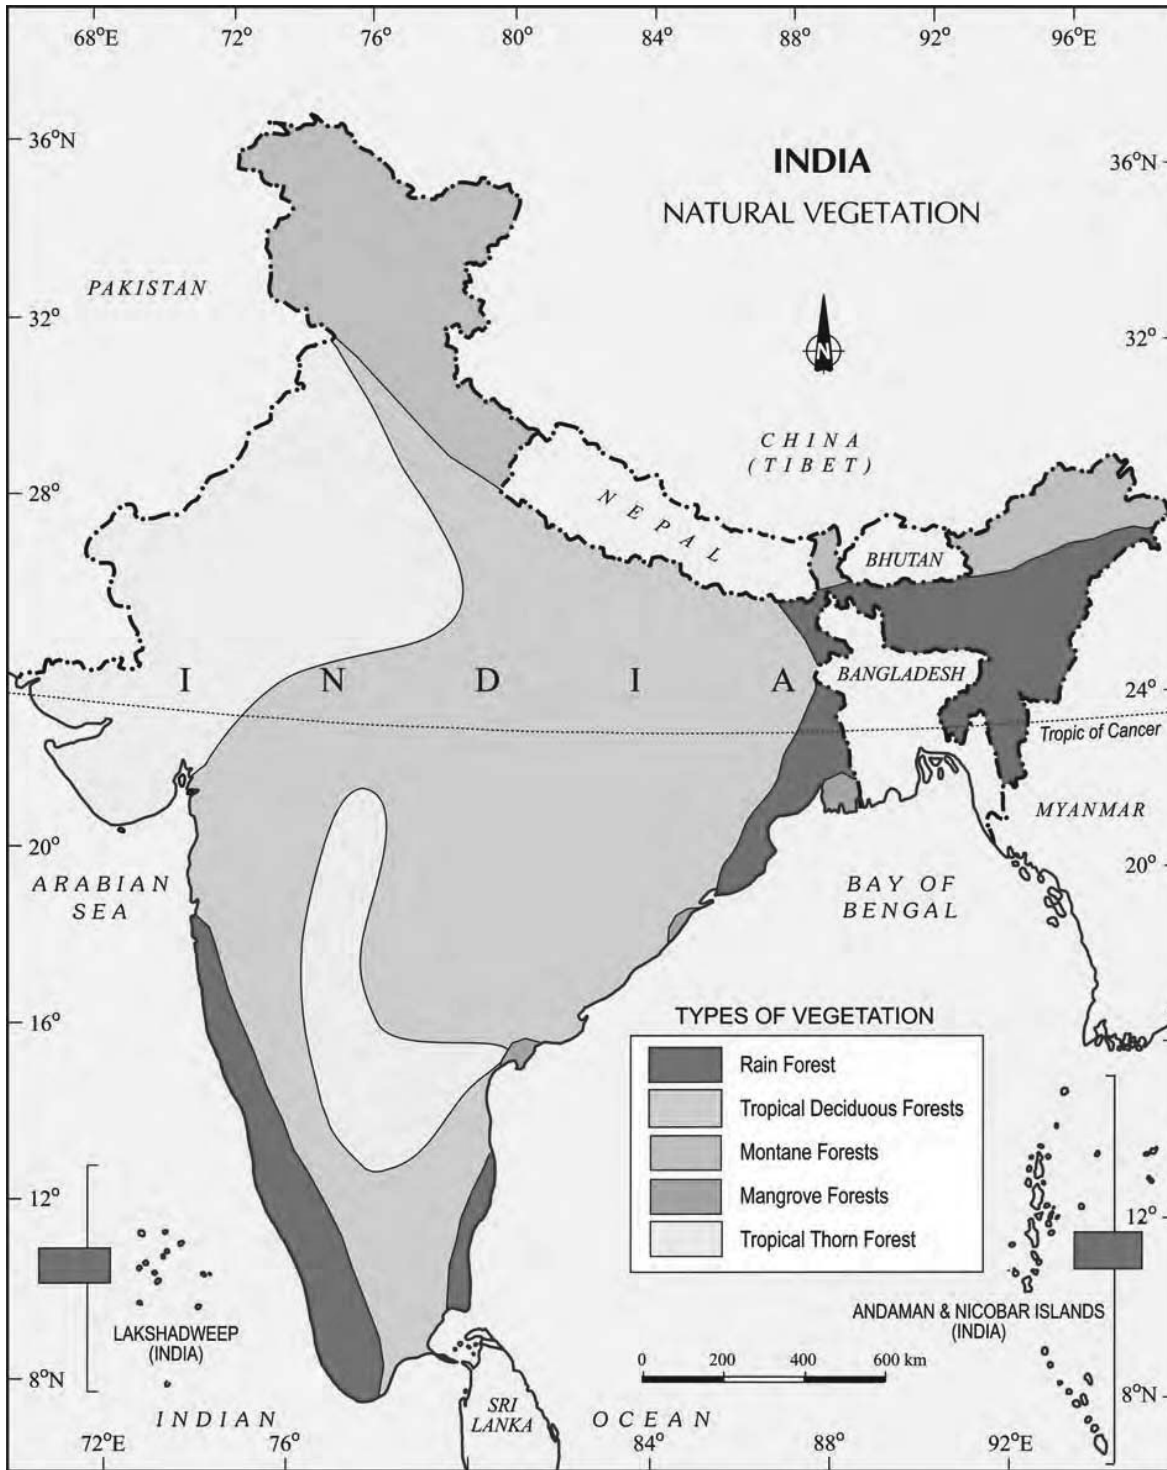 68°E 72° 76° 80° 84° 88° 92° 96°E
36°N
INDIA
36°N
NATURAL VEGETATION
PAKISTAN
32°
N
32°
CHINA
(TIBET)
28°
NEPAL
28°
BHUTAN
INDIA
BANGLADESH
24°
Tropic of Cancer
MYANMAR
20°
20°
ARABIAN
SEA
BAY OF
BENGAL
16°
TYPES OF VEGETATION
Rain Forest
Tropical Deciduous Forests
Montane Forests
Mangrove Forests
Tropical Thorn Forest
12°
12°
LAKSHADWEEP
(INDIA)
ANDAMAN & NICOBAR ISLANDS
(INDIA)
0 200 400 600 km
8°N
8°N
SRI
LANKA
INDIAN OCEAN
72°E 76° 84° 88° 92°E